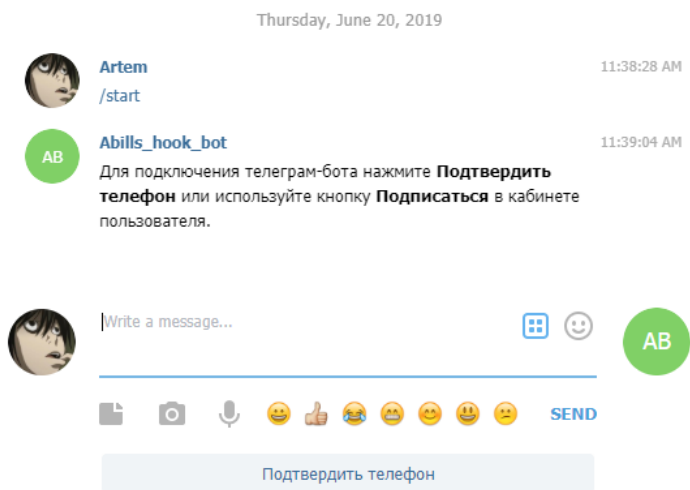 Thursday, June 20, 2019
Artem 11:38:28 AM
/start
AB
Abills_hook_bot 11:39:04 AM
Для подключения телеграм-бота нажмите Подтвердить
телефон или используйте кнопку Подписаться в кабинете
пользователя.
Write a message...
AB
SEND
Подтвердить телефон